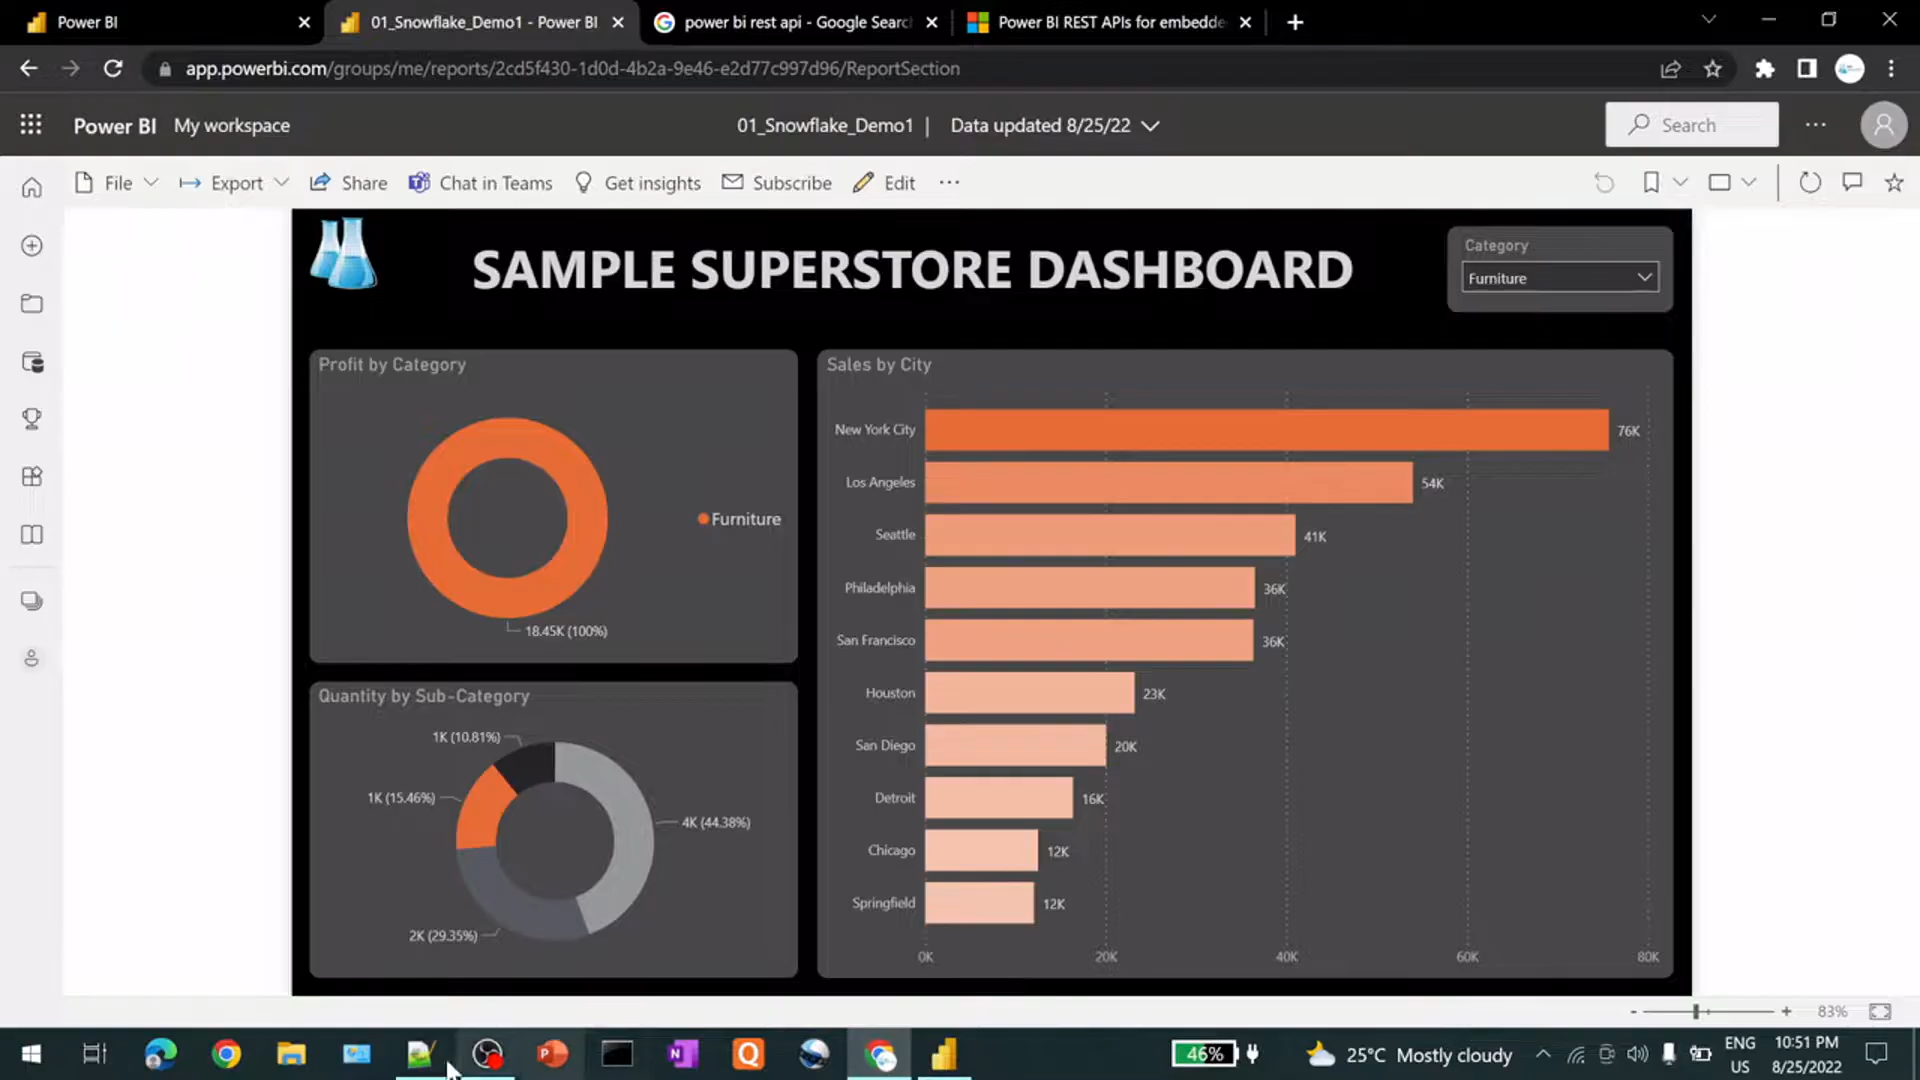 Power BI
01_Snowflake_Demo1 - Power BI
power bi rest api - Google Searc
Power BI REST APIs for embedde
app.powerbi.com/groups/me/reports/2cd5f430-1d0d-4b2a-9e46-e2d77c997d96/ReportSection
Power BI My workspace
01_Snowflake_Demo1 | Data updated 8/25/22
Search
File Export Share Chat in Teams Get insights Subscribe Edit
SAMPLE SUPERSTORE DASHBOARD
Category
Furniture
Profit by Category
Furniture
18.45K (100%)
Quantity by Sub-Category
1K (10.81%)
1K (15.46%)
4K (44.38%)
2K (29.35%)
Sales by City
New York City 76K
Los Angeles 54K
Seattle 41K
Philadelphia 36K
San Francisco 36K
Houston 23K
San Diego 20K
Detroit 16K
Chicago 12K
Springfield 12K
0K 20K 40K 60K 80K
83%
46%
25°C Mostly cloudy
ENG
US
10:51 PM
8/25/2022